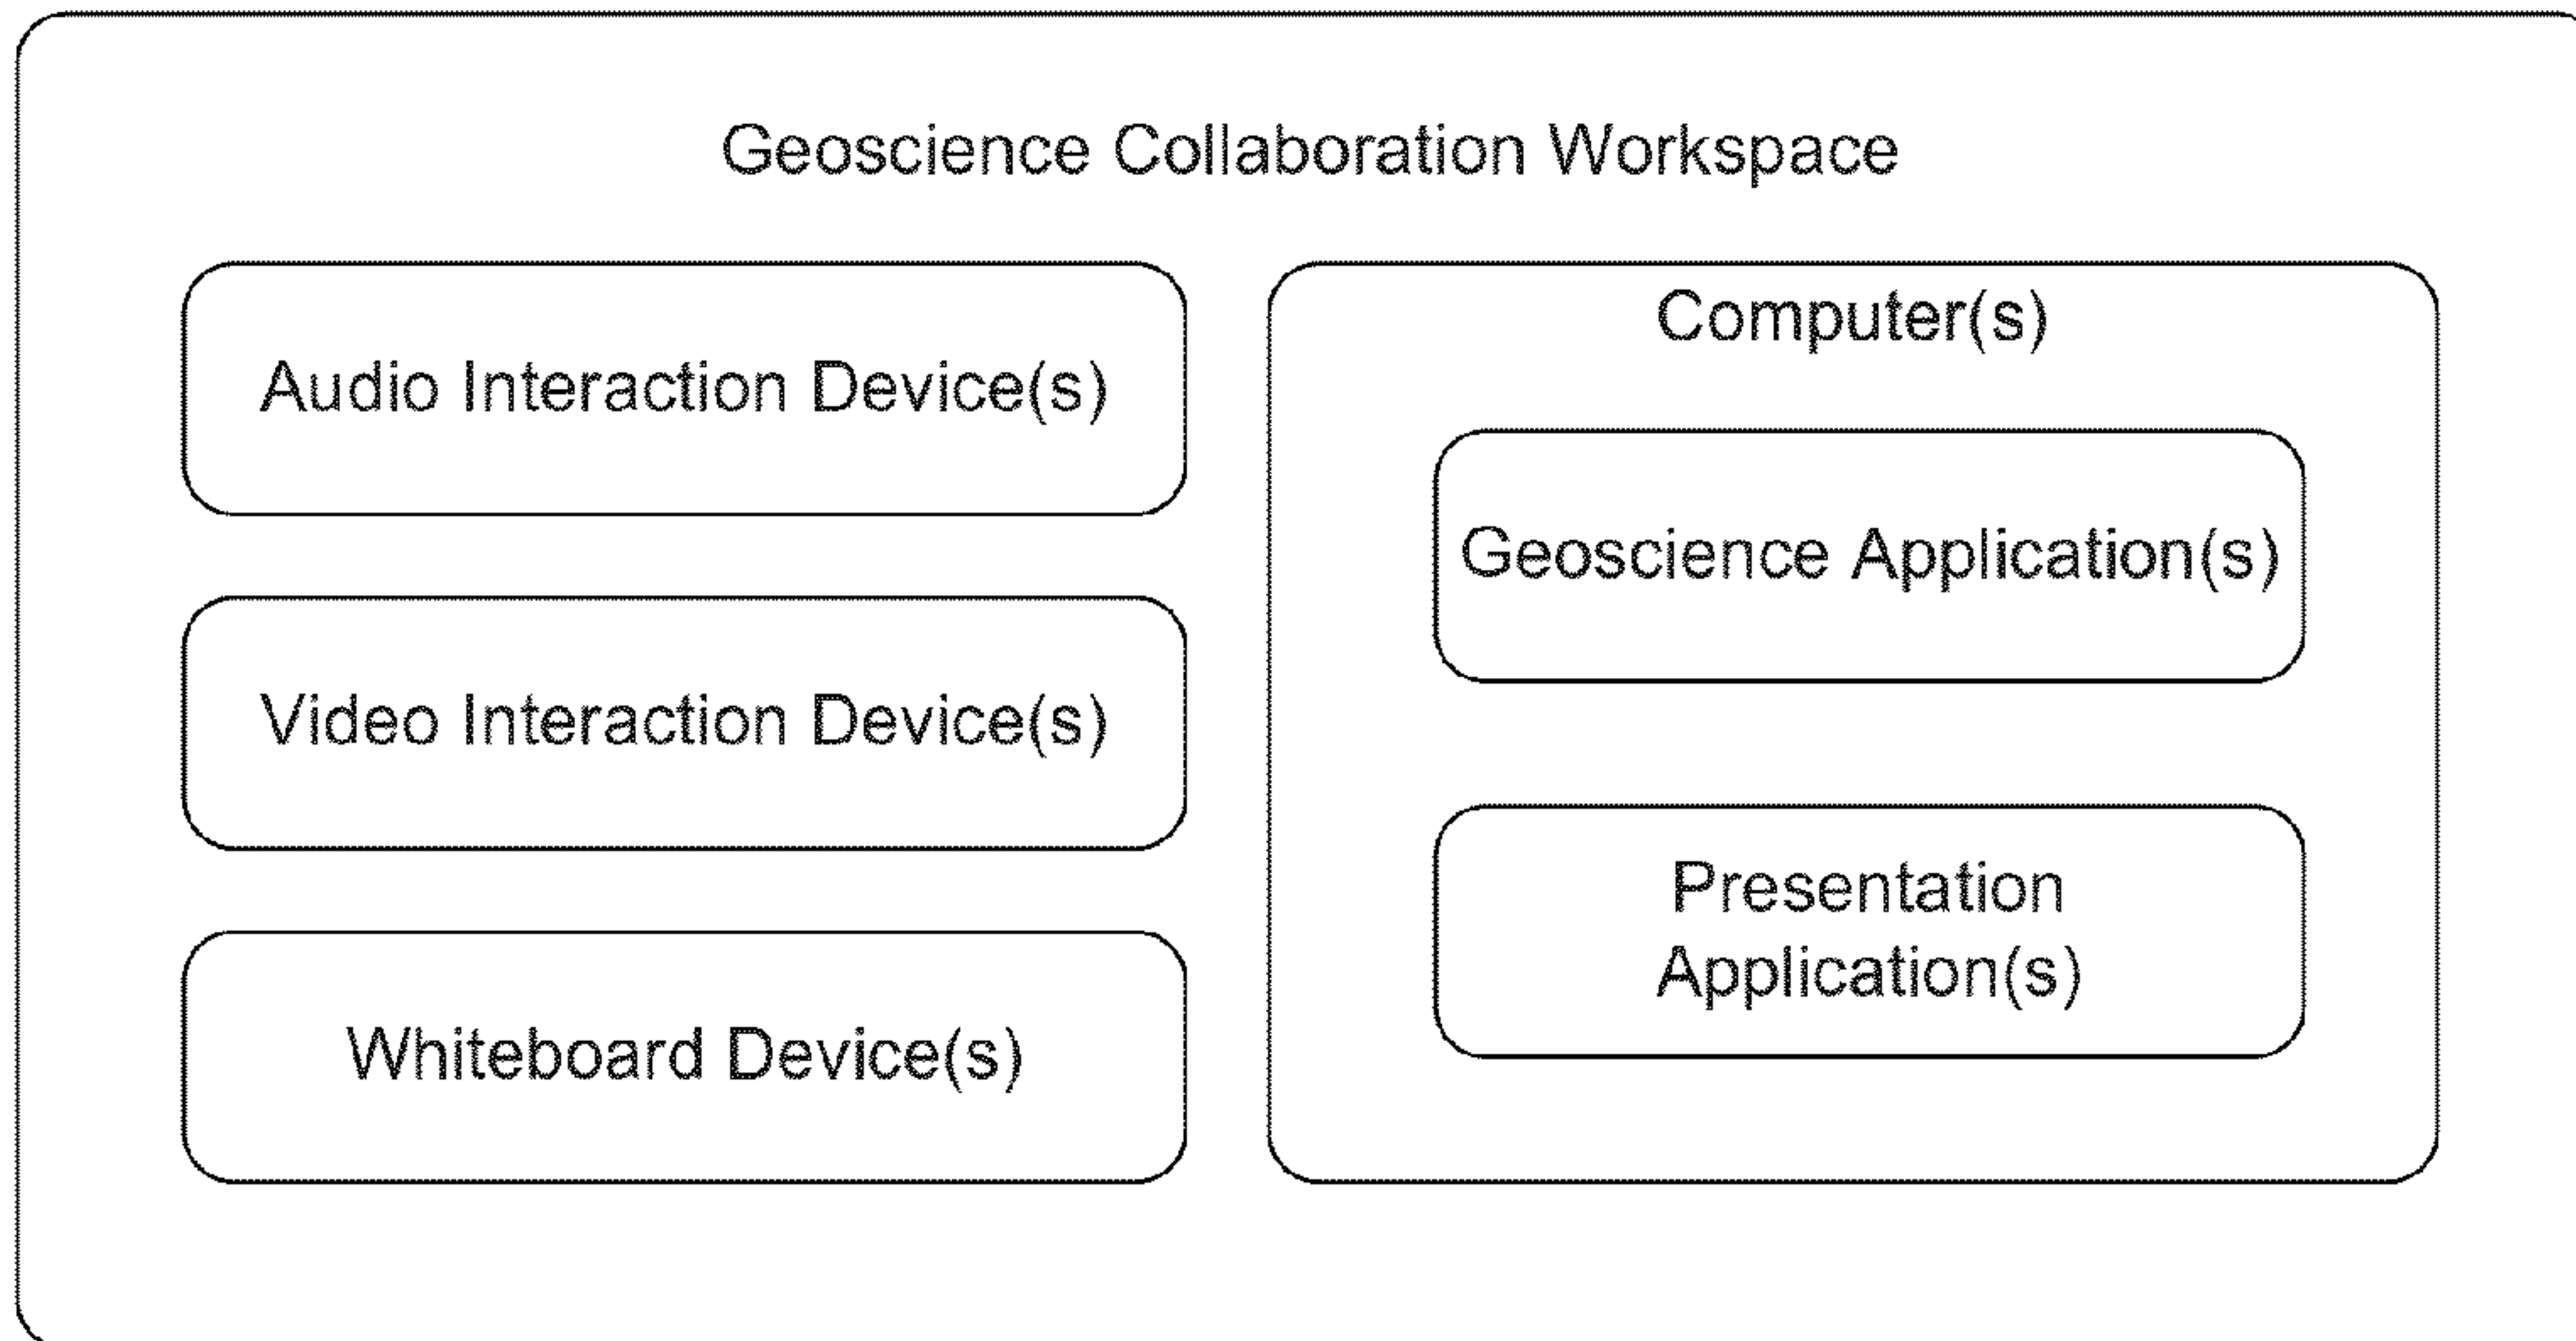 Geoscience Collaboration Workspace
Audio Interaction Device(s)
Video Interaction Device(s)
Whiteboard Device(s)
Computer(s)
Geoscience Application(s)
Presentation
Application(s)